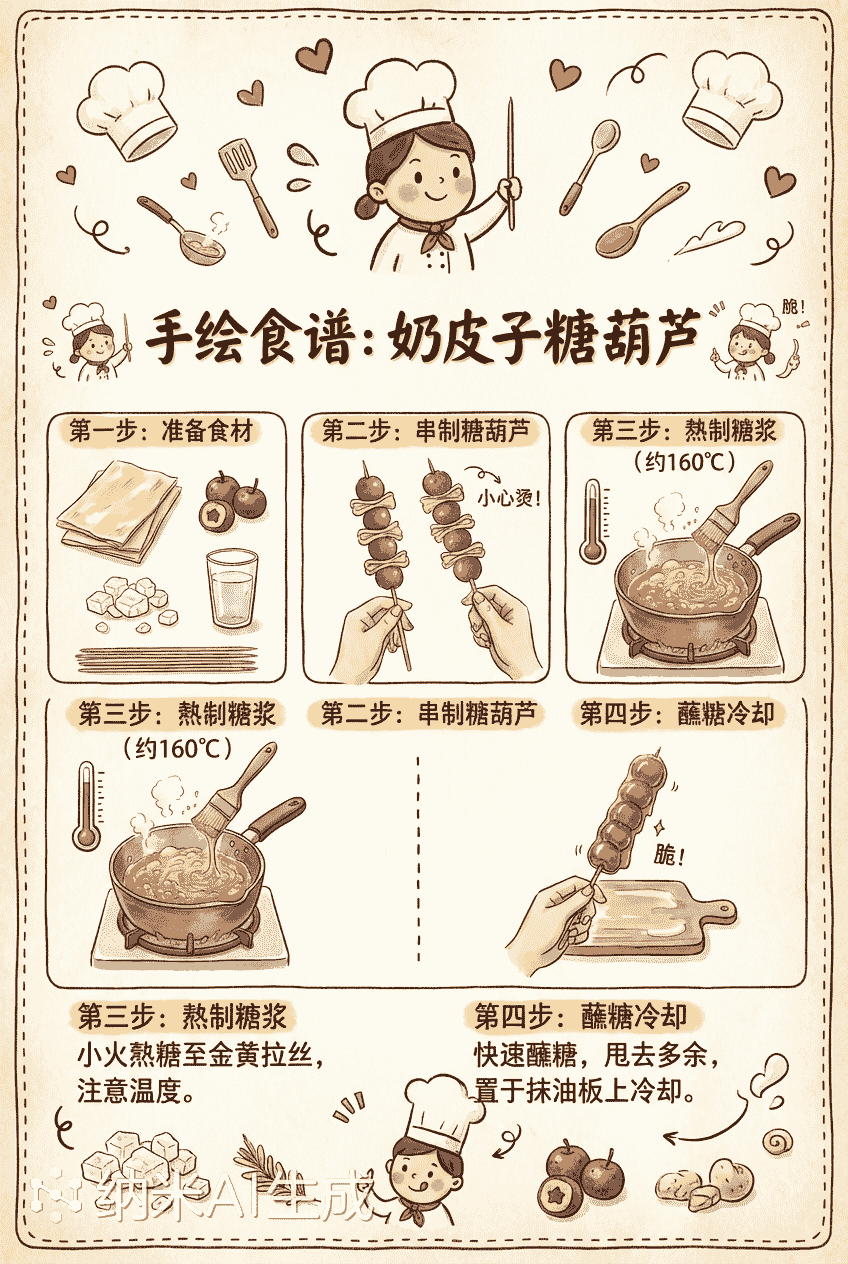 脆!
手绘食谱:奶皮子糖葫芦
第一步:准备食材
第二步:串制糖葫芦
小心烫!
第三步:熬制糖浆
(约160℃)
第三步:熬制糖浆
(约160℃)
第二步:串制糖葫芦
第四步:蘸糖冷却
脆!
第三步:熬制糖浆
小火熬糖至金黄拉丝,
注意温度。
第四步:蘸糖冷却
快速蘸糖,甩去多余,
置于抹油板上冷却。
纳米AI生成